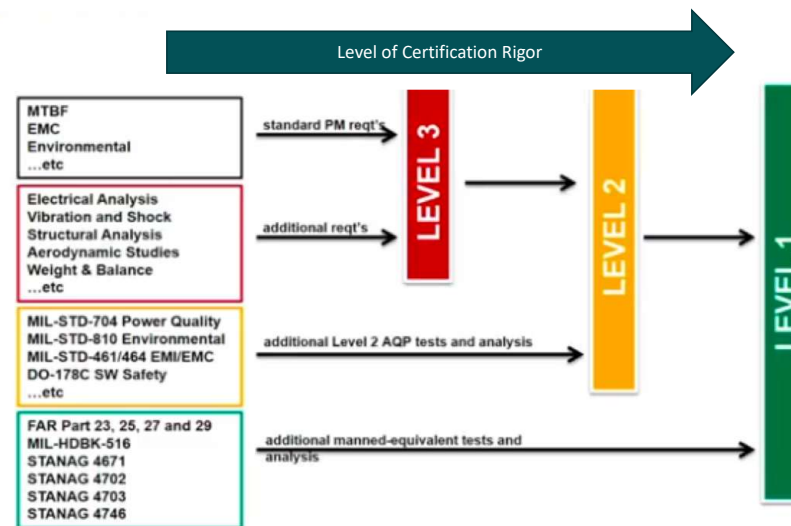 Level of Certification Rigor
MTBF
EMC
Environmental
...etc
standard PM reqt's
Electrical Analysis
Vibration and Shock
Structural Analysis
Aerodynamic Studies
Weight & Balance
...etc
additional reqt's
LEVEL 3
LEVEL 2
LEVEL 1
MIL-STD-704 Power Quality
MIL-STD-810 Environmental
MIL-STD-461/464 EMI/EMC
DO-178C SW Safety
...etc
additional Level 2 AQP tests and analysis
FAR Part 23, 25, 27 and 29
MIL-HDBK-516
STANAG 4671
STANAG 4702
STANAG 4703
STANAG 4746
additional manned-equivalent tests and
analysis